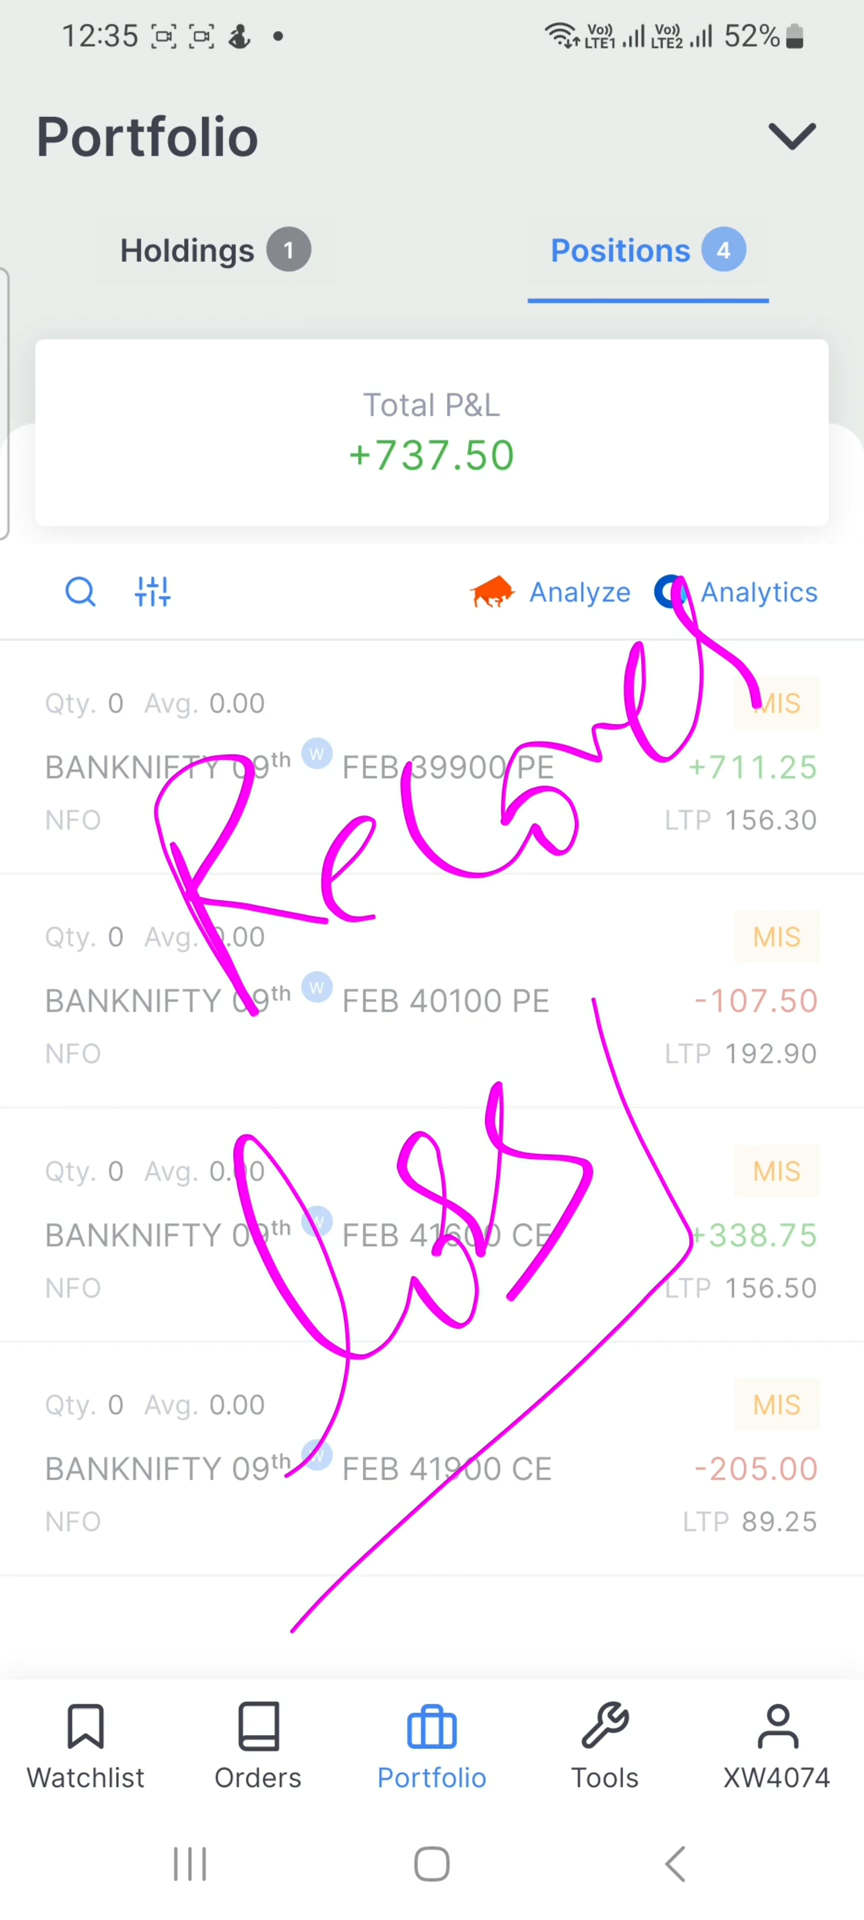 12:35 Vo)) LTE1 Vo)) LTE2 52%
Portfolio
Holdings 1 Positions 4
Total P&L
+737.50
Analyze Analytics
Qty. 0 Avg. 0.00 MIS
BANKNIFTY 09th W FEB 39900 PE +711.25
NFO LTP 156.30
Qty. 0 Avg. 0.00 MIS
BANKNIFTY 09th W FEB 40100 PE -107.50
NFO LTP 192.90
loss
Qty. 0 Avg. 0.00 MIS
BANKNIFTY 09th W FEB 41600 CE +338.75
NFO LTP 156.50
Qty. 0 Avg. 0.00 MIS
BANKNIFTY 09th W FEB 41900 CE -205.00
NFO LTP 89.25
Watchlist Orders Portfolio Tools XW4074